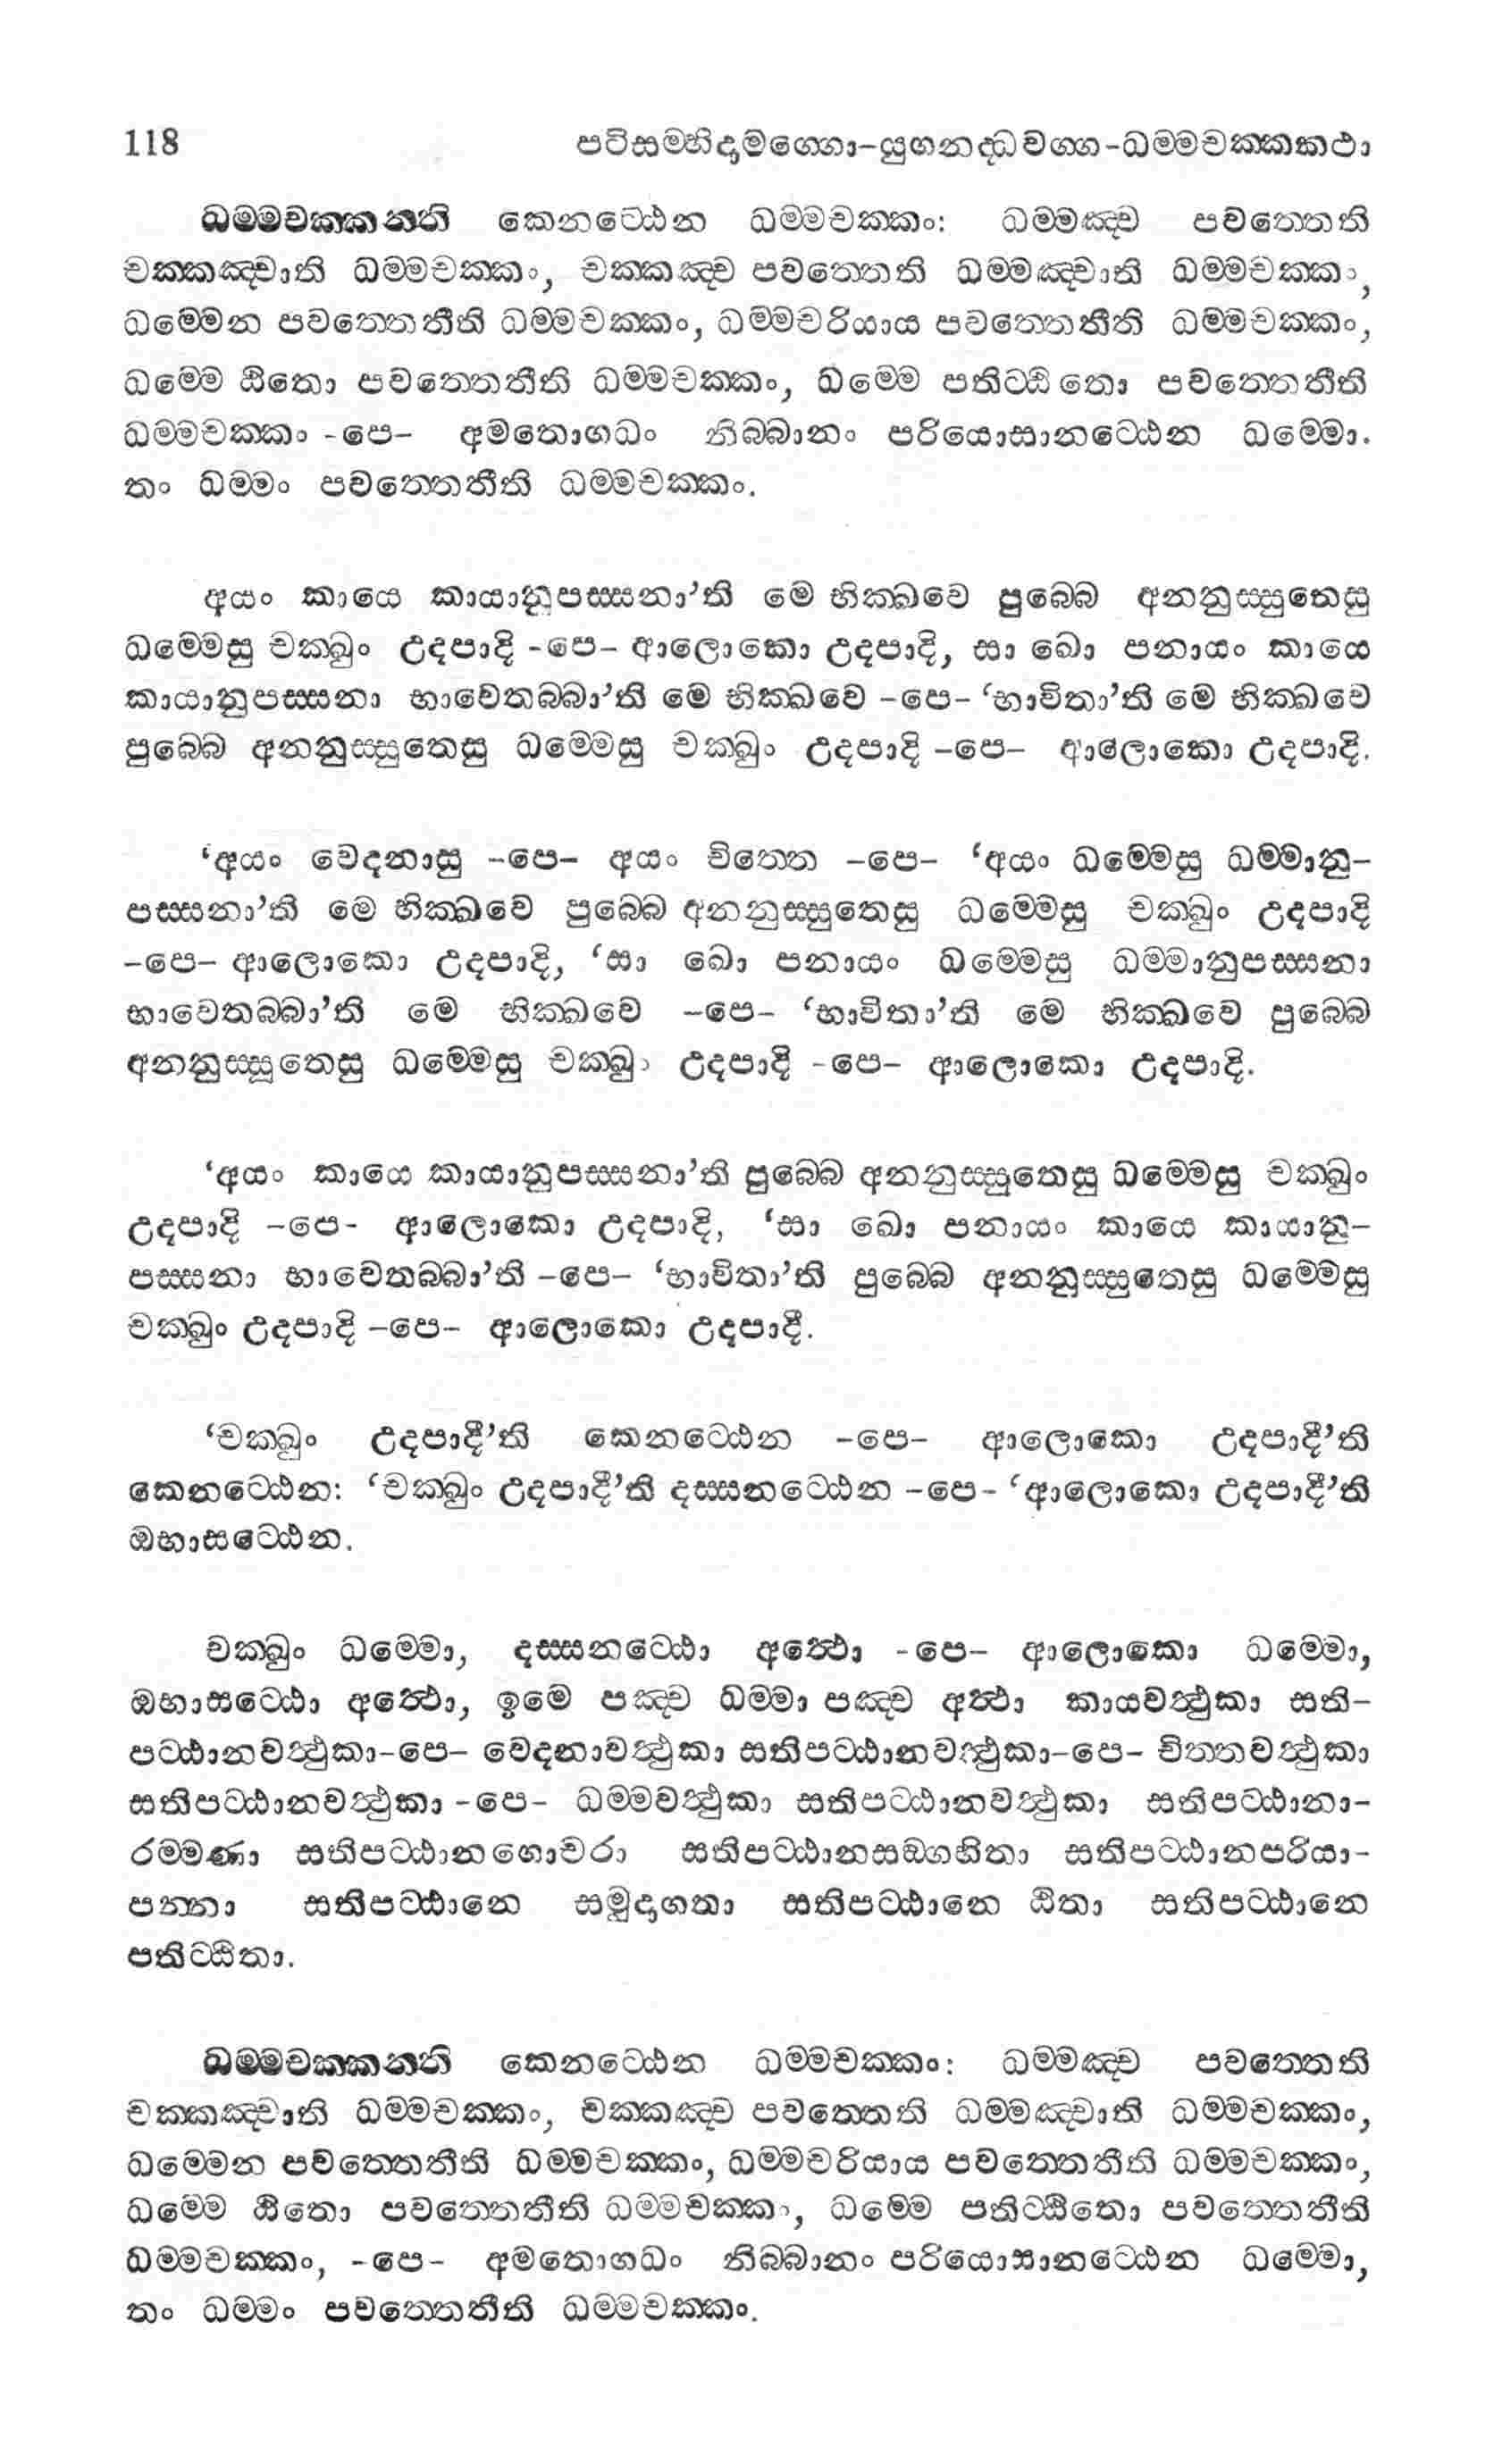 118 පටිසම්භිදාමග්ගො-යුගනද්ධවග්ග-ධම්මචක්කකථා
ධම්මචක්කන්ති කෙනට්ඨෙන ධම්මචක්කං: ධම්මඤ්ච පවත්තෙති
චක්කඤ්චාති ධම්මචක්කං, චක්කඤ්ච පවත්තෙති ධම්මඤ්චාති ධම්මචක්කං,
ධම්මෙන පවත්තෙතීති ධම්මචක්කං, ධම්මචරියාය පවත්තෙතීති ධම්මචක්කං,
ධම්මෙ ඨිතො පවත්තෙතීති ධම්මචක්කං, ධම්මෙ පතිට්ඨිතො පවත්තෙතීති
ධම්මචක්කං -පෙ- අමතොගධං නිබ්බානං පරියොසානට්ඨෙන ධම්මො.
තං ධම්මං පවත්තෙතීති ධම්මචක්කං.
අයං කායෙ කායානුපස්සනා’ති මෙ භික්ඛවෙ පුබ්බෙ අනනුස්සුතෙසු
ධම්මෙසු චක්ඛුං උදපාදි -පෙ- ආලොකො උදපාදි, සා ඛො පනායං කායෙ
කායානුපස්සනා භාවෙතබ්බා’ති මෙ භික්ඛවෙ -පෙ- ‘භාවිතා’ති මෙ භික්ඛවෙ
පුබ්බෙ අනනුස්සුතෙසු ධම්මෙසු චක්ඛුං උදපාදි -පෙ- ආලොකො උදපාදි.
‘අයං වෙදනාසු -පෙ- අයං චිත්තෙ -පෙ- ‘අයං ධම්මෙසු ධම්මානු-
පස්සනා’ති මෙ භික්ඛවෙ පුබ්බෙ අනනුස්සුතෙසු ධම්මෙසු චක්ඛුං උදපාදි
-පෙ- ආලොකො උදපාදි, ‘සා ඛො පනායං ධම්මෙසු ධම්මානුපස්සනා
භාවෙතබ්බා’ති මෙ භික්ඛවෙ -පෙ- ‘භාවිතා’ති මෙ භික්ඛවෙ පුබ්බෙ
අනනුස්සූතෙසු ධම්මෙසු චක්ඛුං උදපාදි -පෙ- ආලොකො උදපාදි.
‘අයං කායෙ කායානුපස්සනා’ති පුබ්බෙ අනනුස්සුතෙසු ධම්මෙසු චක්ඛුං
උදපාදි -පෙ- ආලොකො උදපාදි, ‘සා ඛො පනායං කායෙ කායානු-
පස්සනා භාවෙතබ්බා’ති -පෙ- ‘භාවිතා’ති පුබ්බෙ අනනුස්සුතෙසු ධම්මෙසු
චක්ඛුං උදපාදි -පෙ- ආලොකො උදපාදී.
‘චක්ඛුං උදපාදී’ති කෙනට්ඨෙන -පෙ- ආලොකො උදපාදී’ති
කෙනට්ඨෙන: ‘චක්ඛුං උදපාදී’ති දස්සනට්ඨෙන -පෙ- ‘ආලොකො උදපාදී’ති
ඔභාසට්ඨෙන.
චක්ඛුං ධම්මො, දස්සනට්ඨො අත්ථො -පෙ- ආලොකො ධම්මො,
ඔභාසට්ඨො අත්ථො, ඉමෙ පඤ්ච ධම්මා පඤ්ච අත්ථා කායවත්ථුකා සති-
පට්ඨානවත්ථුකා-පෙ- වෙදනාවත්ථුකා සතිපට්ඨානවත්ථුකා-පෙ- චිත්තවත්ථුකා
සතිපට්ඨානවත්ථුකා -පෙ- ධම්මවත්ථුකා සතිපට්ඨානවත්ථුකා සතිපට්ඨානා-
රම්මණා සතිපට්ඨානගොචරා සතිපට්ඨානසඞ්ගහිතා සතිපට්ඨානපරියා-
පන්නා සතිපට්ඨානෙ සමුදාගතා සතිපට්ඨානෙ ඨිතා සතිපට්ඨානෙ
පතිට්ඨිතා.
ධම්මචක්කන්ති කෙනට්ඨෙන ධම්මචක්කං: ධම්මඤ්ච පවත්තෙති
චක්කඤ්චාති ධම්මචක්කං, චක්කඤ්ච පවත්තෙති ධම්මඤ්චාති ධම්මචක්කං,
ධම්මෙන පවත්තෙතීති ධම්මචක්කං, ධම්මචරියාය පවත්තෙතීති ධම්මචක්කං,
ධම්මෙ ඨිතො පවත්තෙතීති ධම්මචක්කං, ධම්මෙ පතිට්ඨිතො පවත්තෙතීති
ධම්මචක්කං, -පෙ- අමතොගධං නිබ්බානං පරියොසානට්ඨෙන ධම්මො,
තං ධම්මං පවත්තෙතීති ධම්මචක්කං.